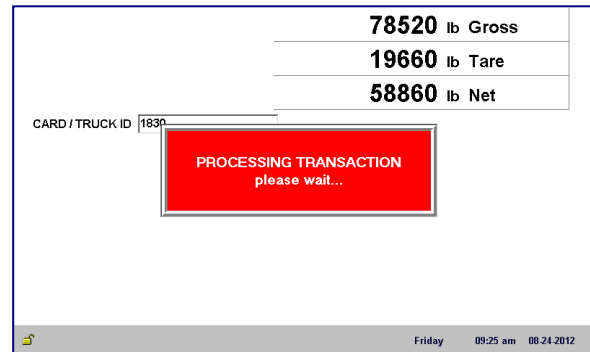 78520 lb Gross
19660 lb Tare
58860 lb Net
CARD / TRUCK ID 1830
PROCESSING TRANSACTION
please wait...
Friday 09:25 am 08-24-2012